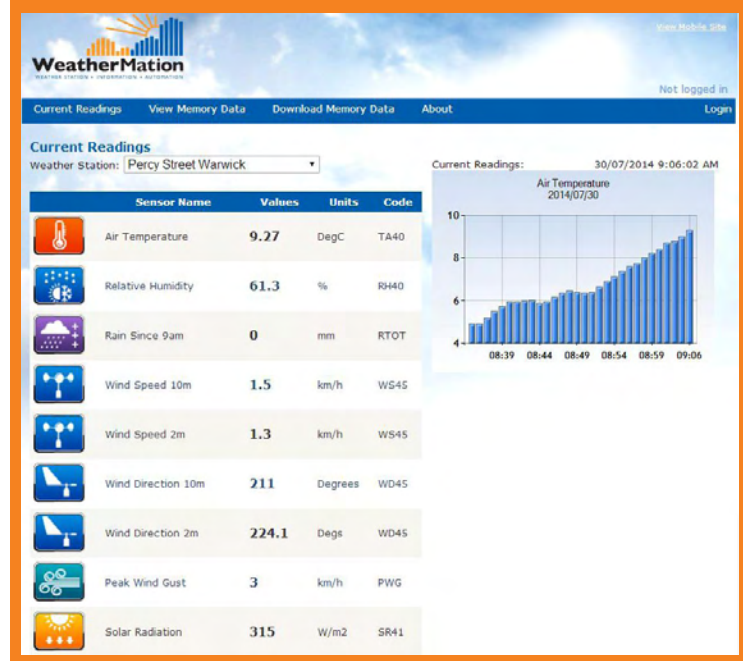 View Mobile Site
WeatherMation
WEATHER STATION • INFORMATION • AUTOMATION
Not logged in
Current Readings View Memory Data Download Memory Data About Login
Current Readings
Weather Station: Percy Street Warwick
Sensor Name Values Units Code
Air Temperature 9.27 DegC TA40
Relative Humidity 61.3 % RH40
Rain Since 9am 0 mm RTOT
Wind Speed 10m 1.5 km/h WS45
Wind Speed 2m 1.3 km/h WS45
Wind Direction 10m 211 Degrees WD45
Wind Direction 2m 224.1 Degs WD45
Peak Wind Gust 3 km/h PWG
Solar Radiation 315 W/m2 SR41
Current Readings: 30/07/2014 9:06:02 AM
Air Temperature
2014/07/30
10
8
6
4
08:39 08:44 08:49 08:54 08:59 09:06